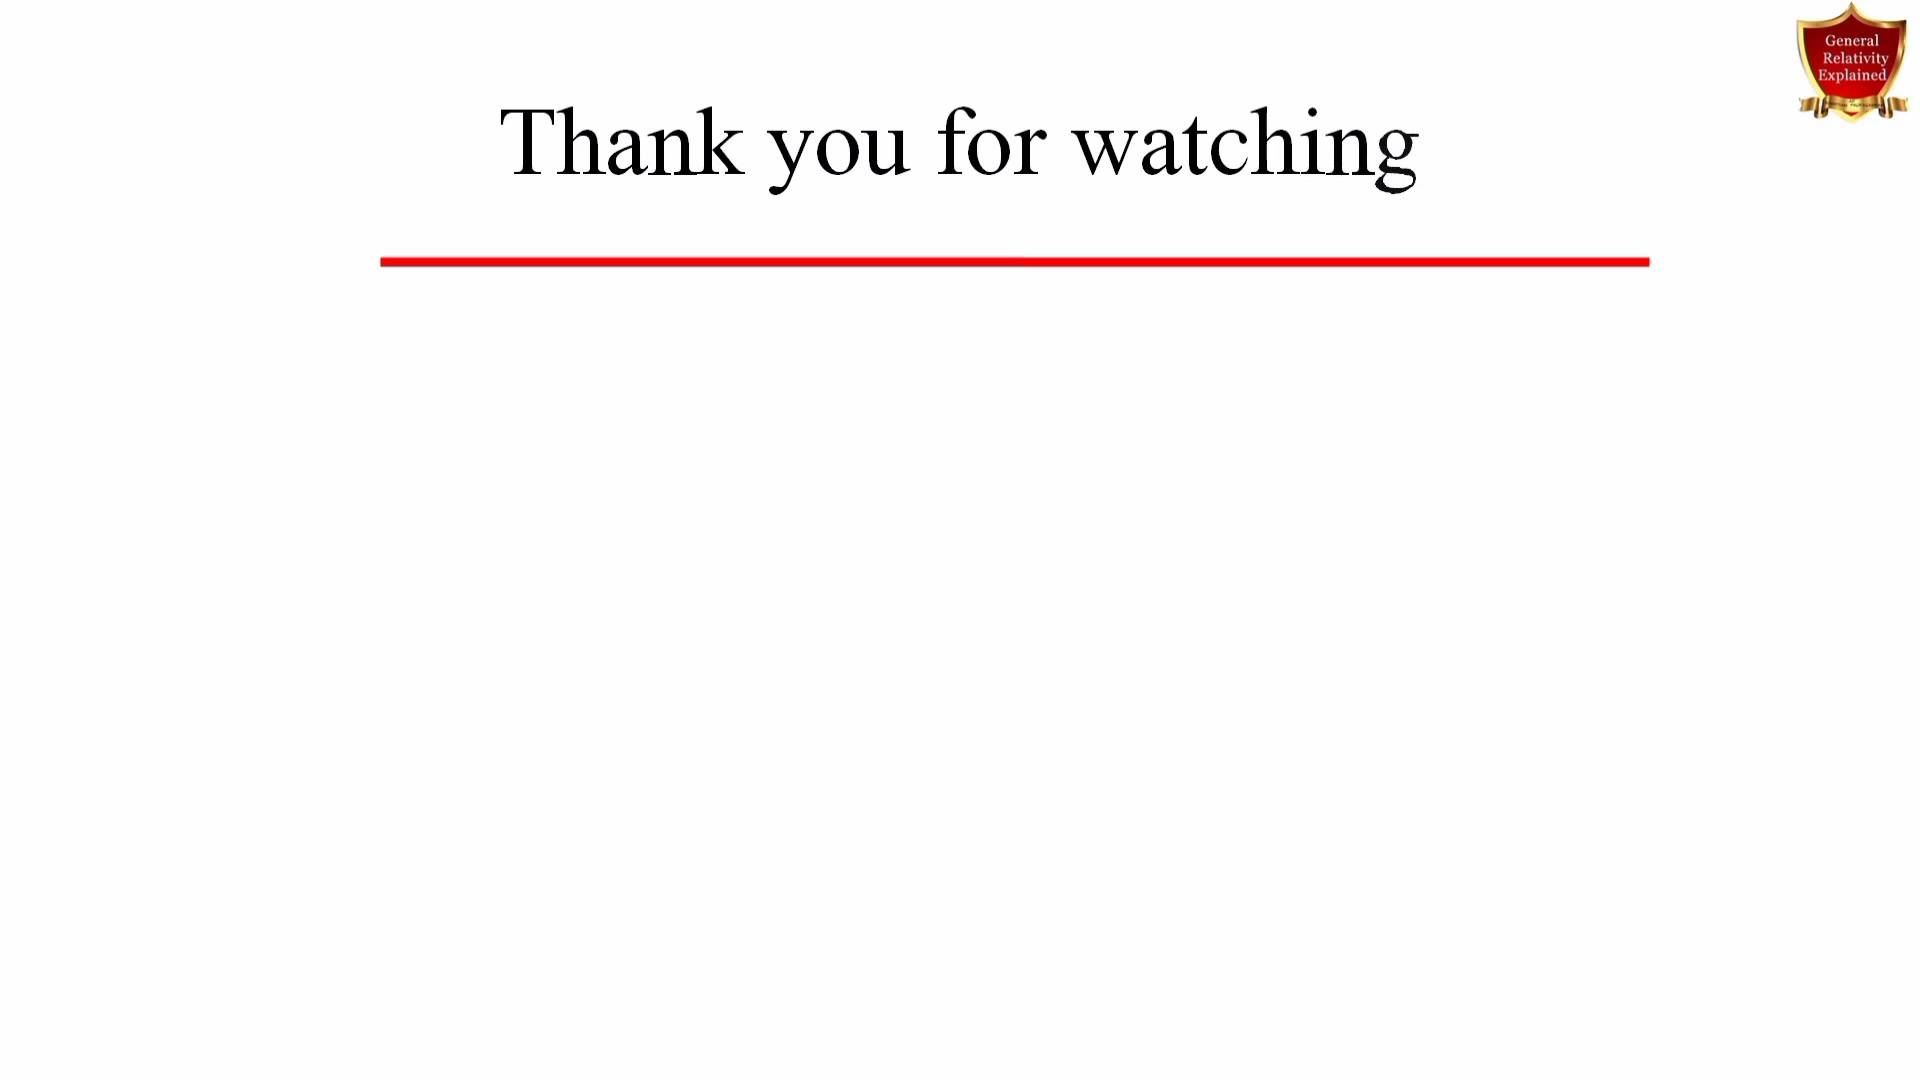 General
Relativity
Explained
Thank you for watching